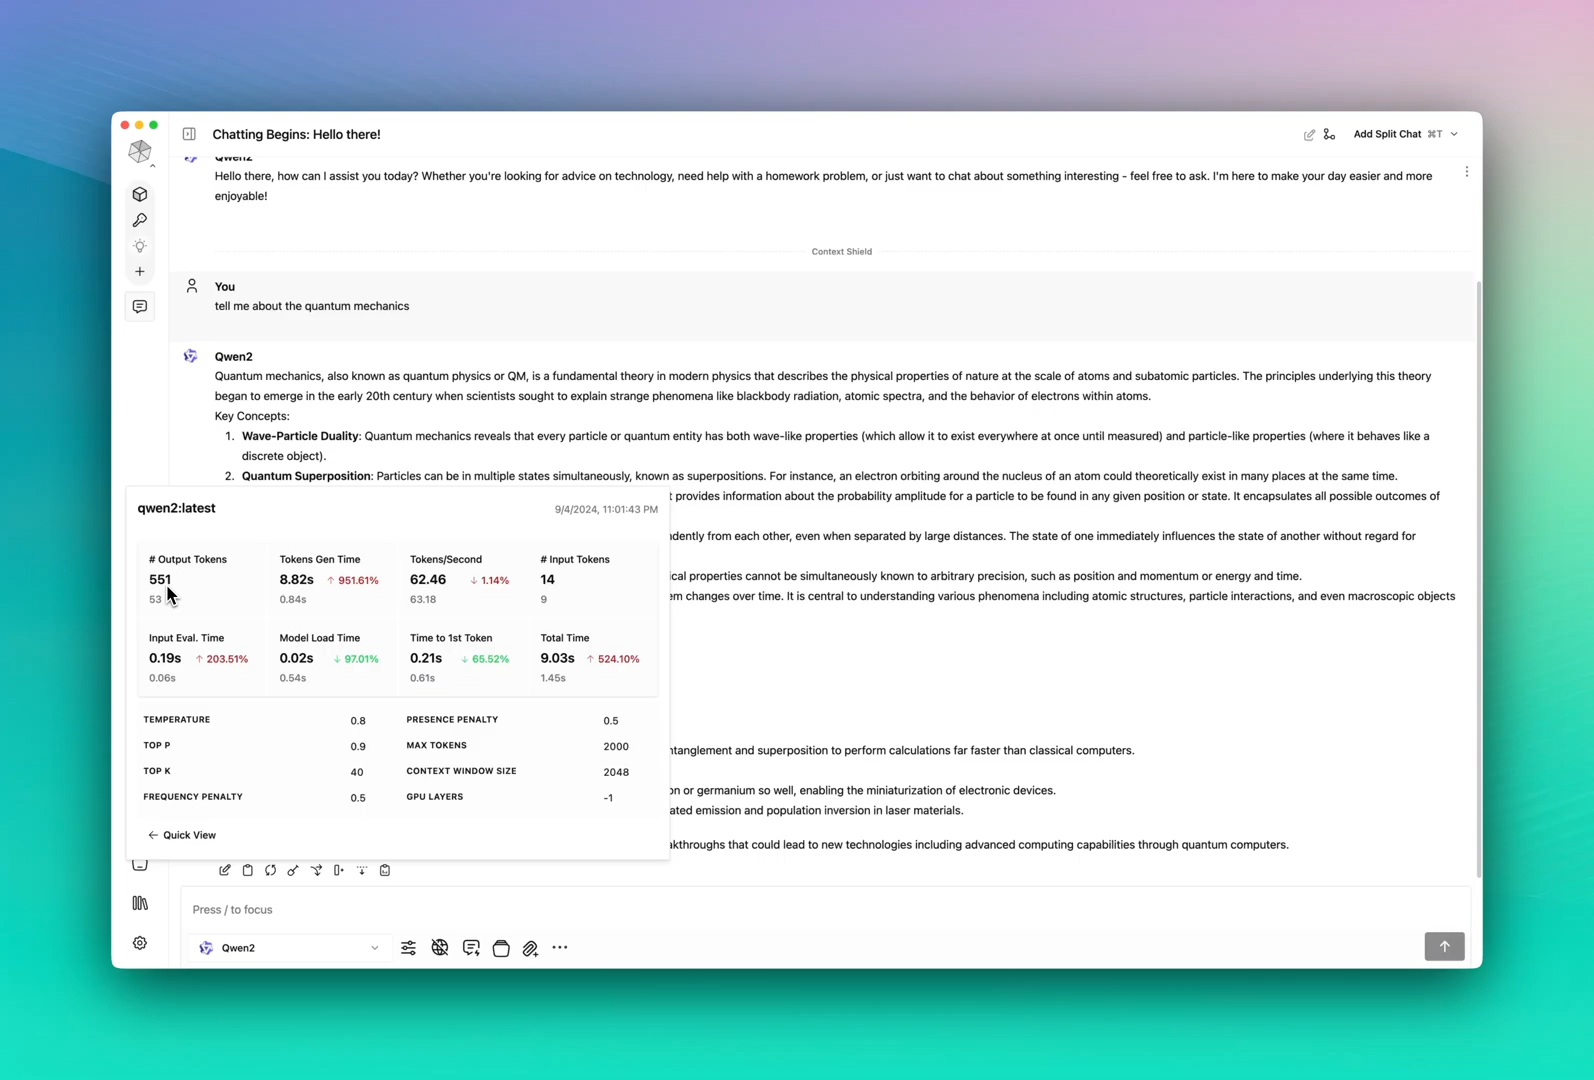 Chatting Begins: Hello there!
Add Split Chat ⌘T
Qwen2
Hello there, how can I assist you today? Whether you're looking for advice on technology, need help with a homework problem, or just want to chat about something interesting - feel free to ask. I'm here to make your day easier and more
enjoyable!
Context Shield
You
tell me about the quantum mechanics
Qwen2
Quantum mechanics, also known as quantum physics or QM, is a fundamental theory in modern physics that describes the physical properties of nature at the scale of atoms and subatomic particles. The principles underlying this theory
began to emerge in the early 20th century when scientists sought to explain strange phenomena like blackbody radiation, atomic spectra, and the behavior of electrons within atoms.
Key Concepts:
1. Wave-Particle Duality: Quantum mechanics reveals that every particle or quantum entity has both wave-like properties (which allow it to exist everywhere at once until measured) and particle-like properties (where it behaves like a
discrete object).
2. Quantum Superposition: Particles can be in multiple states simultaneously, known as superpositions. For instance, an electron orbiting around the nucleus of an atom could theoretically exist in many places at the same time.
provides information about the probability amplitude for a particle to be found in any given position or state. It encapsulates all possible outcomes of
from each other, even when separated by large distances. The state of one immediately influences the state of another without regard for
properties cannot be simultaneously known to arbitrary precision, such as position and momentum or energy and time.
changes over time. It is central to understanding various phenomena including atomic structures, particle interactions, and even macroscopic objects
and superposition to perform calculations far faster than classical computers.
or germanium so well, enabling the miniaturization of electronic devices.
emission and population inversion in laser materials.
that could lead to new technologies including advanced computing capabilities through quantum computers.
qwen2:latest
9/4/2024, 11:01:43 PM
# Output Tokens
551
53
Tokens Gen Time
8.82s ↑ 951.61%
0.84s
Tokens/Second
62.46 ↓ 1.14%
63.18
# Input Tokens
14
9
Input Eval. Time
0.19s ↑ 203.51%
0.06s
Model Load Time
0.02s ↓ 97.01%
0.54s
Time to 1st Token
0.21s ↓ 65.52%
0.61s
Total Time
9.03s ↑ 524.10%
1.45s
TEMPERATURE 0.8
PRESENCE PENALTY 0.5
TOP P 0.9
MAX TOKENS 2000
TOP K 40
CONTEXT WINDOW SIZE 2048
FREQUENCY PENALTY 0.5
GPU LAYERS -1
← Quick View
Press / to focus
Qwen2